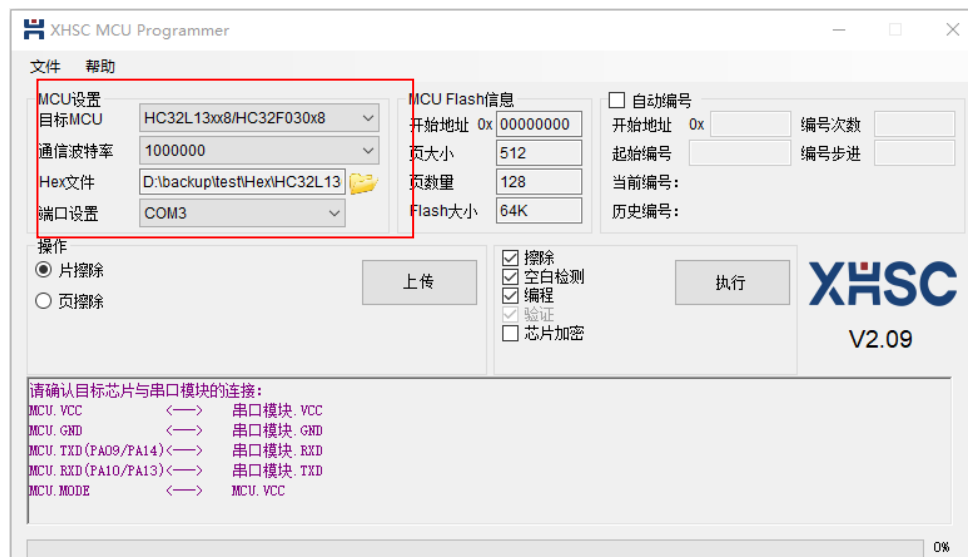 XHSC MCU Programmer
文件 帮助
MCU设置
目标MCU HC32L13xx8/HC32F030x8
通信波特率 1000000
Hex文件 D:\backup\test\Hex\HC32L13
端口设置 COM3
MCU Flash信息
开始地址 0x 00000000
页大小 512
页数量 128
Flash大小 64K
自动编号
开始地址 0x 编号次数
起始编号 编号步进
当前编号:
历史编号:
操作
片擦除
页擦除
上传
擦除
空白检测
编程
验证
芯片加密
执行
XHSC
V2.09
请确认目标芯片与串口模块的连接:
MCU.VCC <——> 串口模块.VCC
MCU.GND <——> 串口模块.GND
MCU.TXD(PA09/PA14)<——> 串口模块.RXD
MCU.RXD(PA10/PA13)<——> 串口模块.TXD
MCU.MODE <——> MCU.VCC
0%